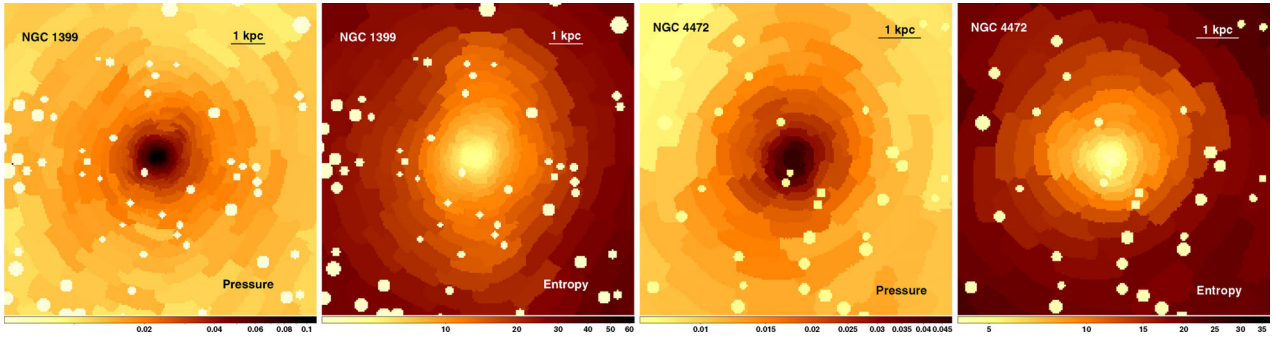 NGC 1399
1 kpc
Pressure
0.02 0.04 0.06 0.08 0.1
NGC 1399
1 kpc
Entropy
10 20 30 40 50 60
NGC 4472
1 kpc
Pressure
0.01 0.015 0.02 0.025 0.03 0.035 0.04 0.045
NGC 4472
1 kpc
Entropy
5 10 15 20 25 30 35